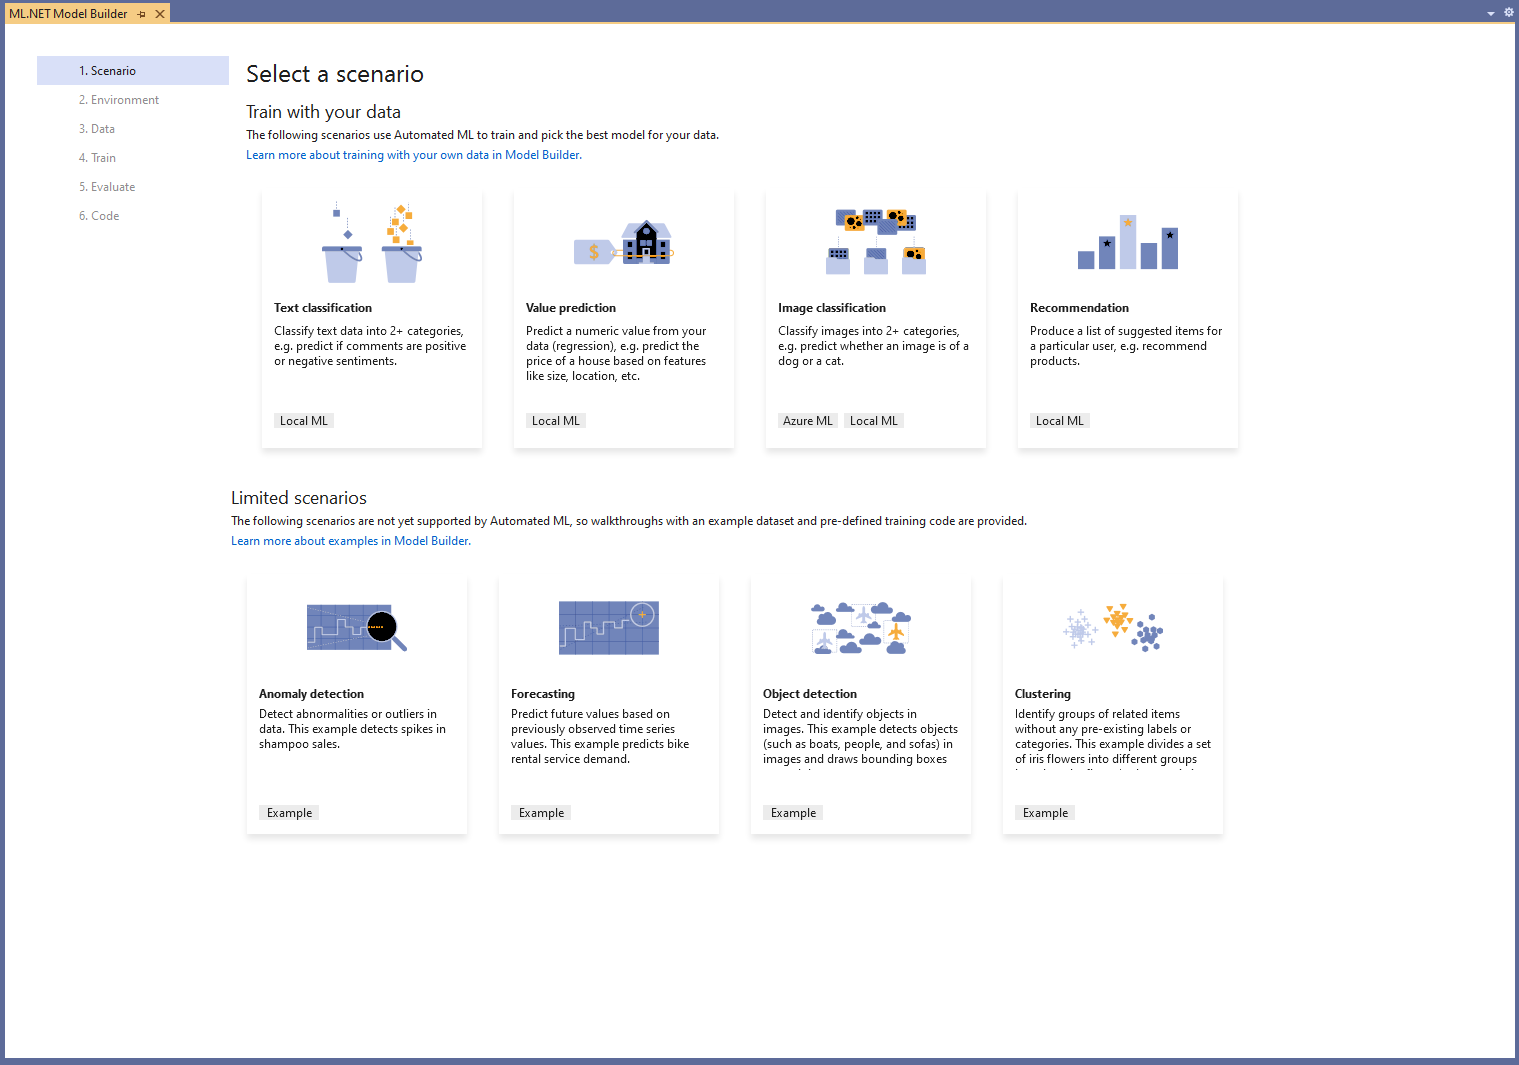 ML.NET Model Builder
1. Scenario
2. Environment
3. Data
4. Train
5. Evaluate
6. Code
Select a scenario
Train with your data
The following scenarios use Automated ML to train and pick the best model for your data.
Learn more about training with your own data in Model Builder.
$
Text classification
Classify text data into 2+ categories,
e.g. predict if comments are positive
or negative sentiments.
Local ML
Value prediction
Predict a numeric value from your
data (regression), e.g. predict the
price of a house based on features
like size, location, etc.
Local ML
Image classification
Classify images into 2+ categories,
e.g. predict whether an image is of a
dog or a cat.
Azure ML Local ML
Recommendation
Produce a list of suggested items for
a particular user, e.g. recommend
products.
Local ML
Limited scenarios
The following scenarios are not yet supported by Automated ML, so walkthroughs with an example dataset and pre-defined training code are provided.
Learn more about examples in Model Builder.
Anomaly detection
Detect abnormalities or outliers in
data. This example detects spikes in
shampoo sales.
Example
Forecasting
Predict future values based on
previously observed time series
values. This example predicts bike
rental service demand.
Example
Object detection
Detect and identify objects in
images. This example detects objects
(such as boats, people, and sofas) in
images and draws bounding boxes
Example
Clustering
Identify groups of related items
without any pre-existing labels or
categories. This example divides a set
of iris flowers into different groups
Example